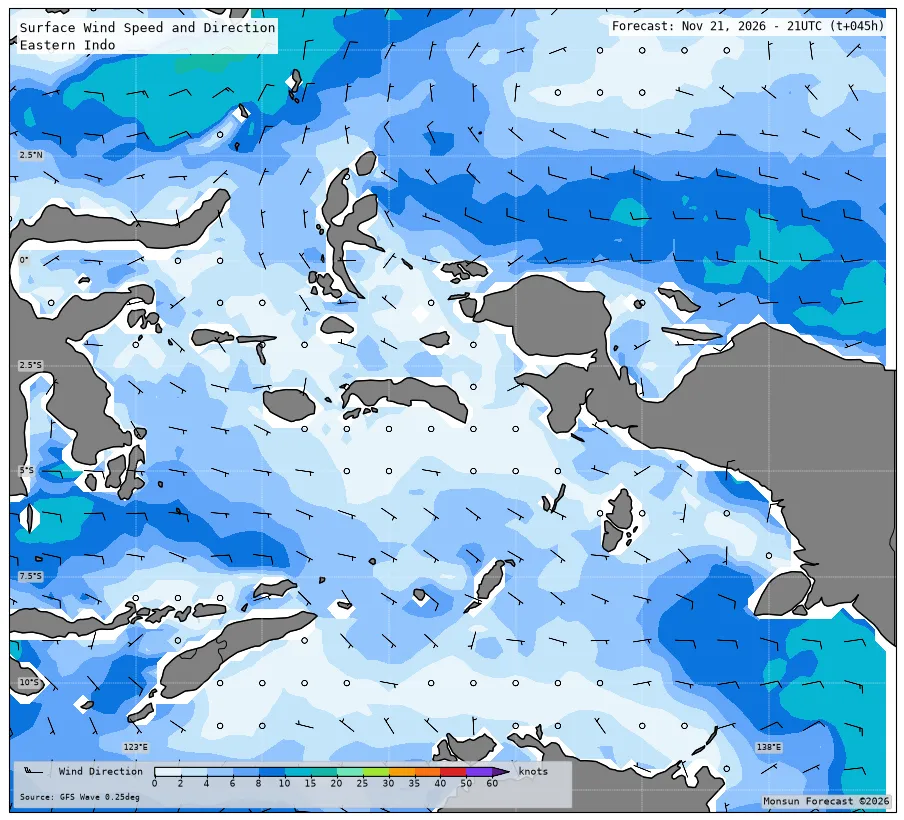 Surface Wind Speed and Direction
Eastern Indo
Forecast: Nov 21, 2026 - 21UTC (t+045h)
2.5°N
0°
2.5°S
5°S
7.5°S
10°S
123°E
138°E
Wind Direction
0 2 4 6 8 10 15 20 25 30 35 40 50 60
knots
Source: GFS Wave 0.25deg
Monsun Forecast ©2026